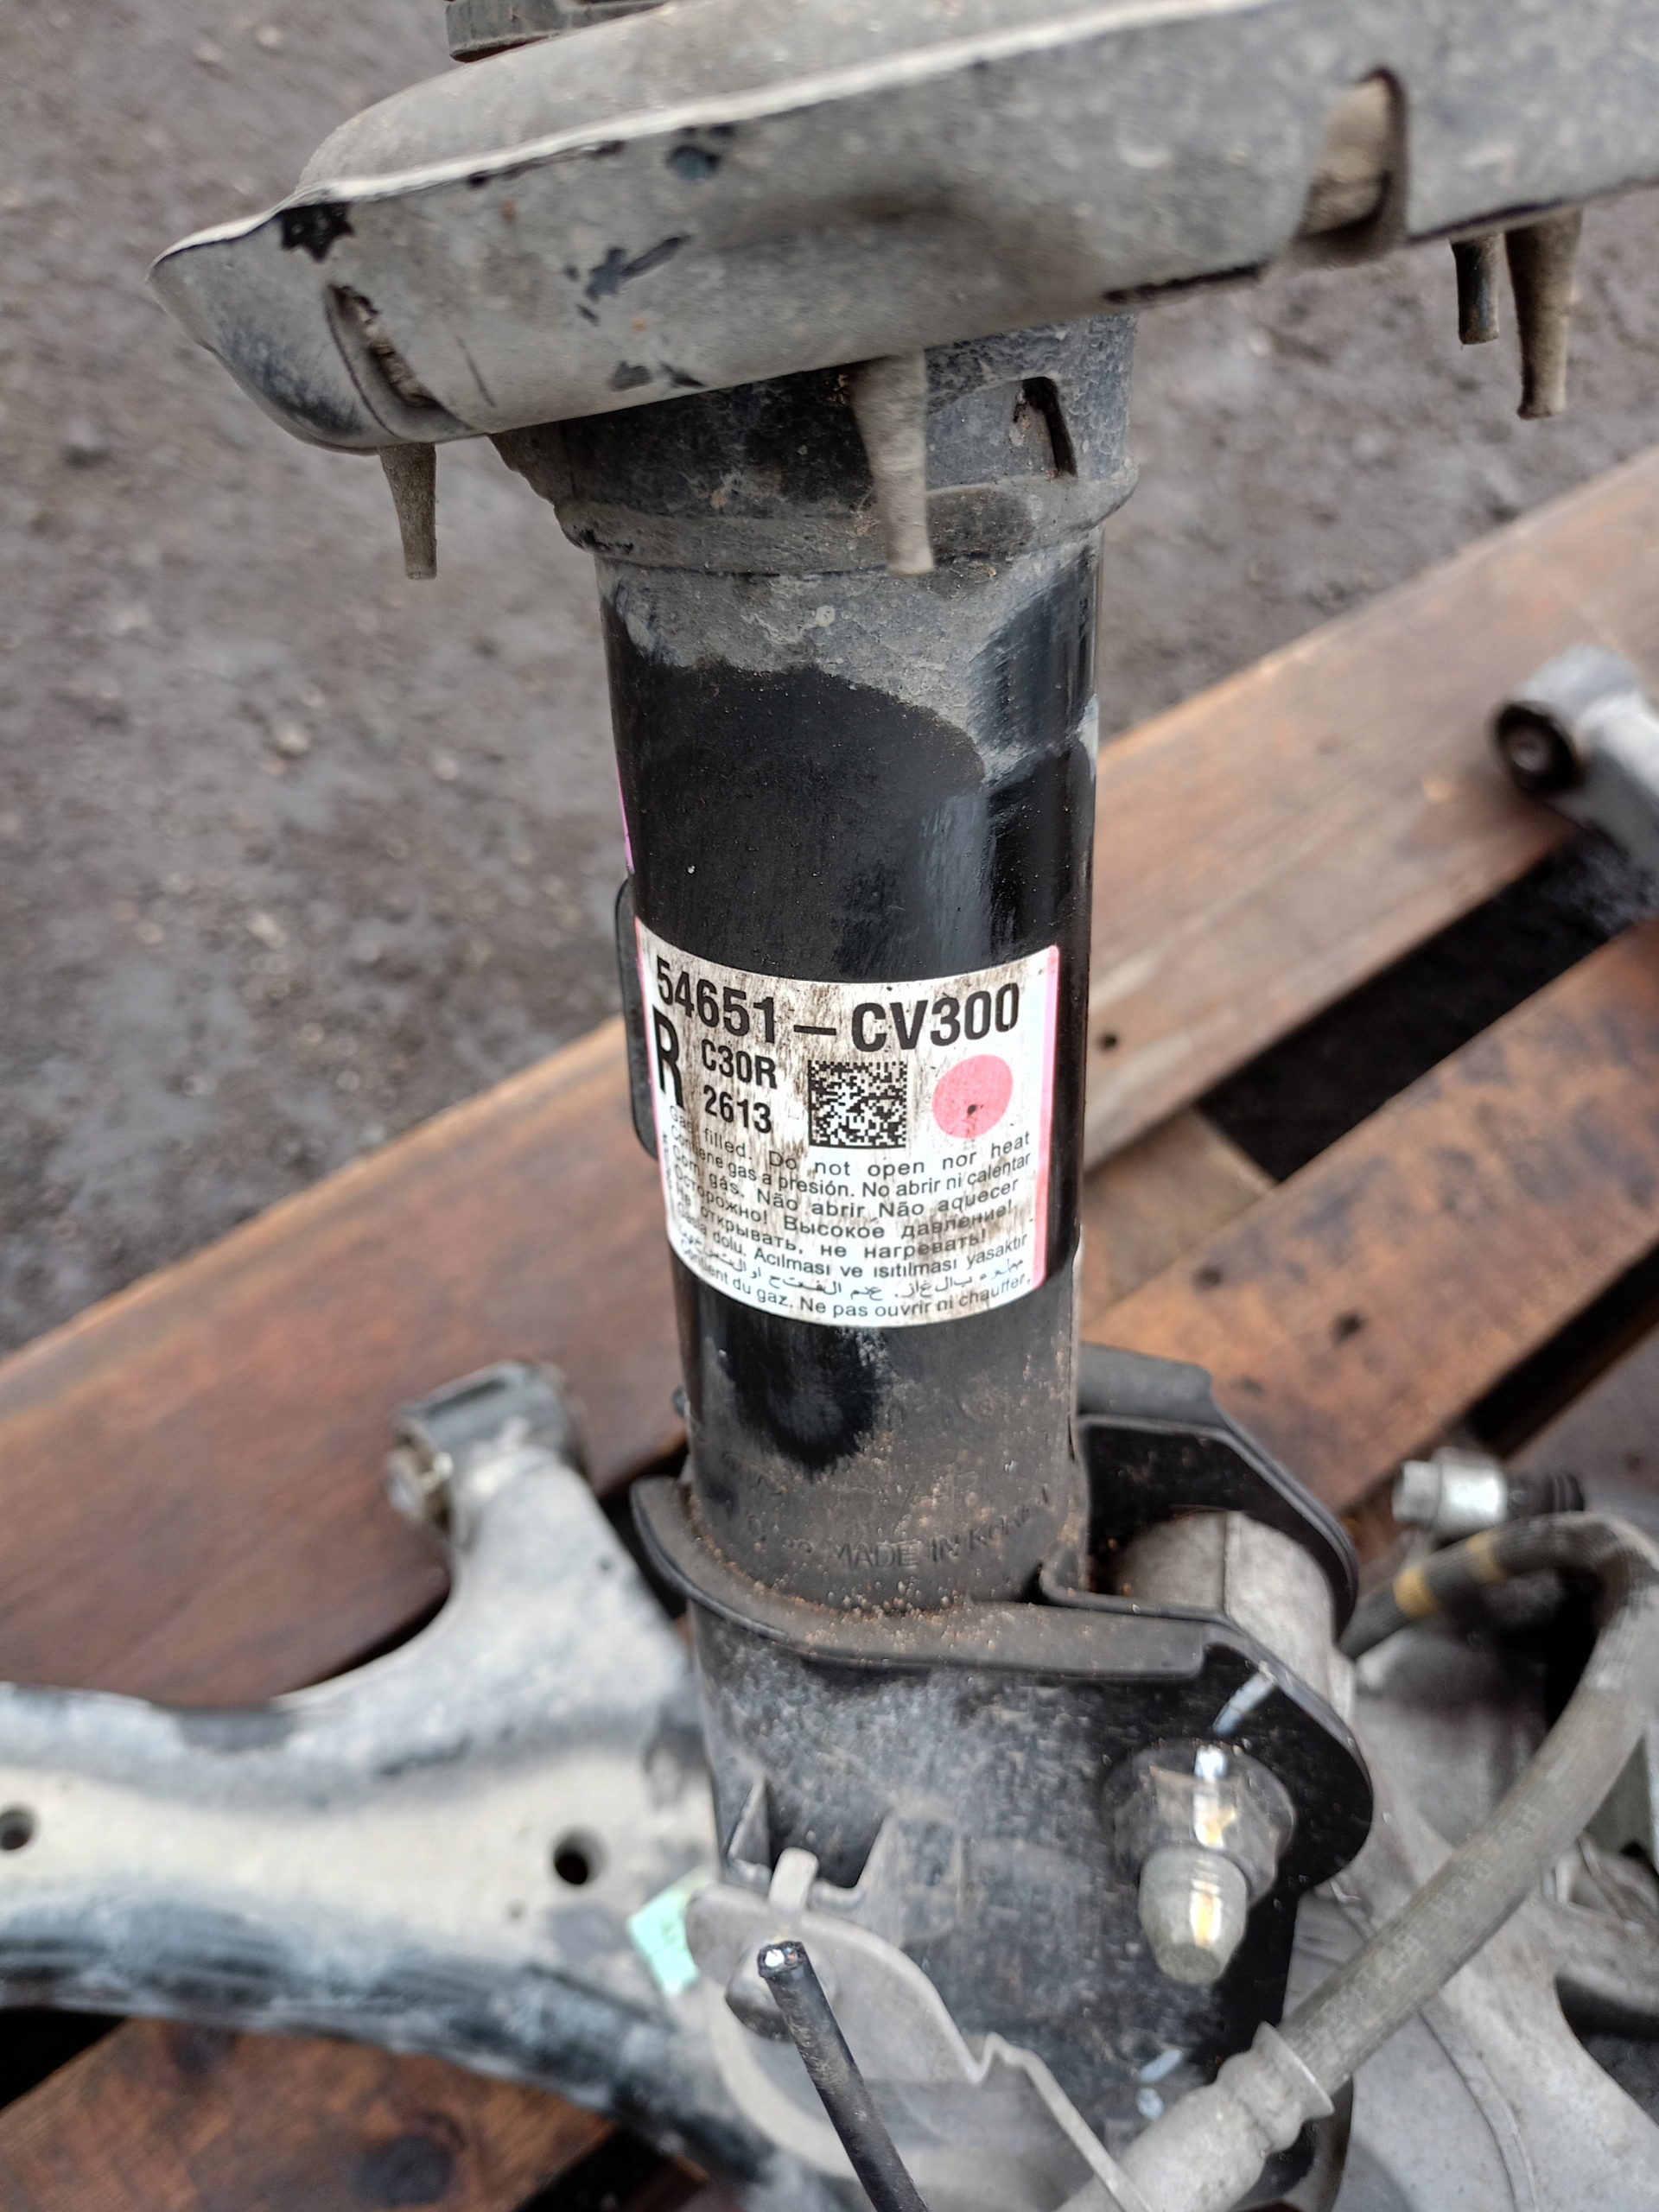 54651-CV300
R C30R
2613
Gas filled. Do not open nor heat
Contiene gas a presión. No abrir ni calentar
Com gás. Não abrir Não aquecer
Осторожно! Высокое давление!
Не открывать, не нагревать!
dolu. Açılması ve ısıtılması yasaktır
Contient du gaz. Ne pas ouvrir ni chauffer.
MADE IN KOREA